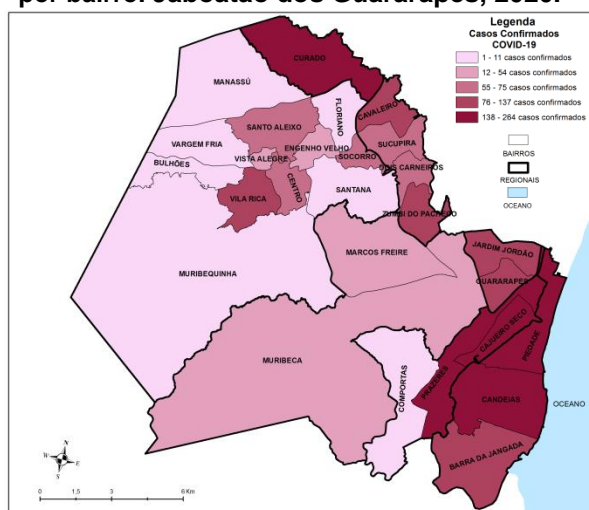 por bairro. Jaboatão dos Guararapes, 2020.
Legenda
Casos Confirmados
COVID-19
1 - 11 casos confirmados
12 - 54 casos confirmados
55 - 75 casos confirmados
76 - 137 casos confirmados
138 - 264 casos confirmados
BAIRROS
REGIONAIS
OCEANO
CURADO
MANASSÚ
FLORIANO
CAVALEIRO
SANTO ALEIXO
SUCUPIRA
VARGEM FRIA
ENGENHO VELHO
VISTA ALEGRE
SOCORRO
BULHÕES
DOIS CARNEIROS
CENTRO
SANTANA
VILA RICA
ZUMBI DO PACHECO
MARCOS FREIRE
JARDIM JORDÃO
MURIBEQUINHA
GUARARAPES
CAJUEIRO SECO
PIEDADE
MURIBECA
COMPORTAS
PRAZERES
CANDEIAS
OCEANO
BARRA DA JANGADA
N
W
E
S
0 1,5 3 6 Km